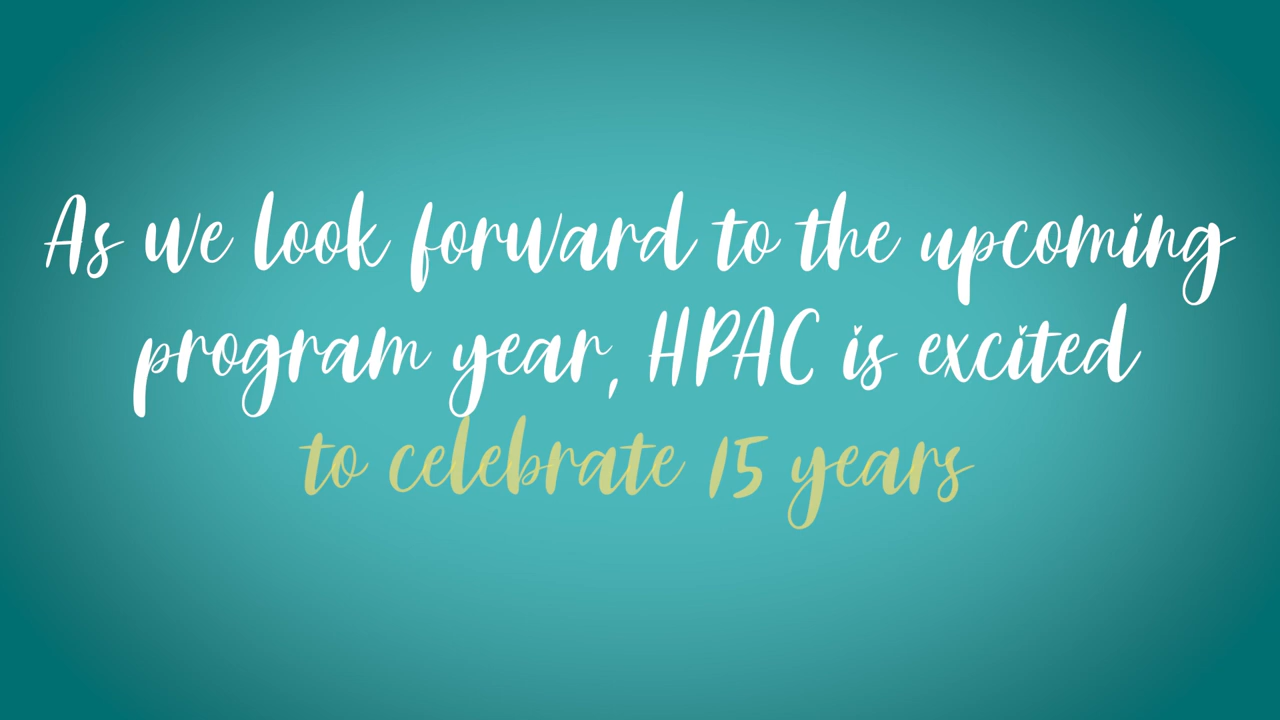 As we look forward to the upcoming
program year, HPAC is excited
to celebrate 15 years